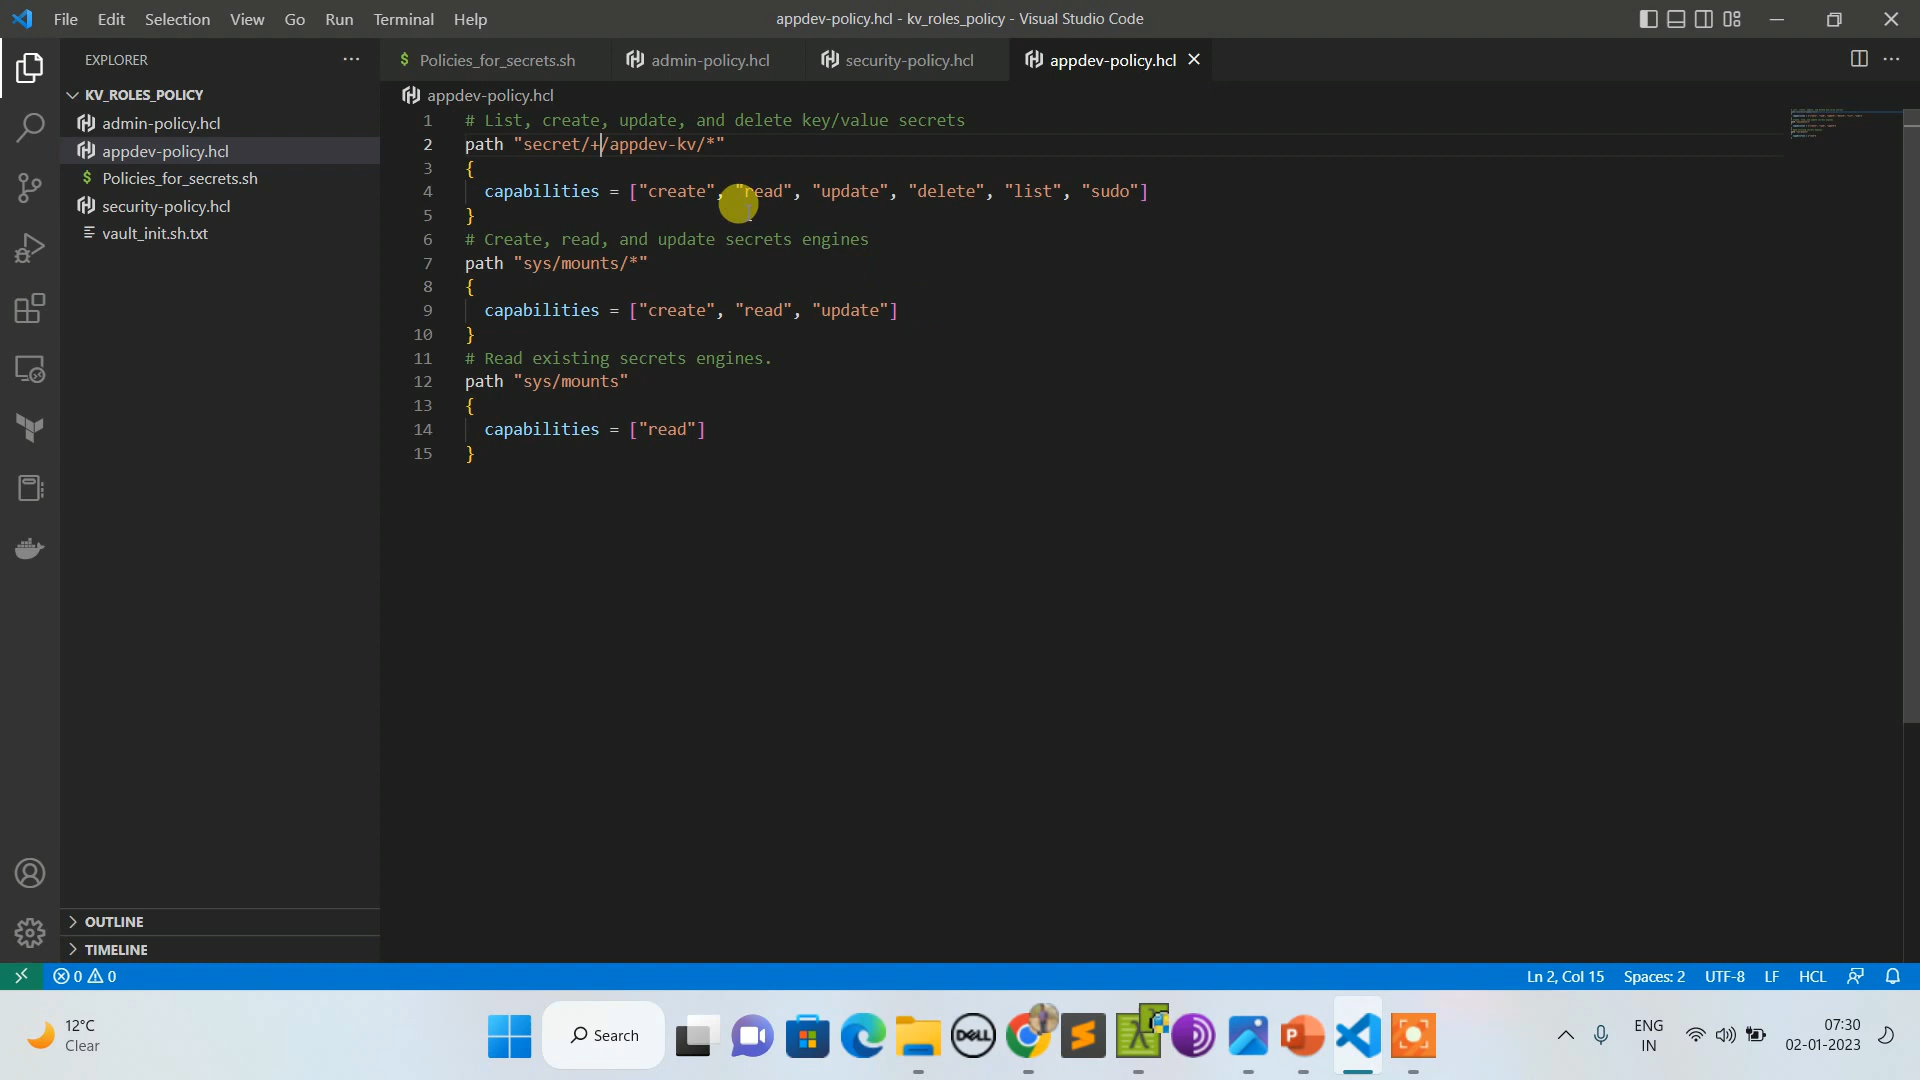 File Edit Selection View Go Run Terminal Help
appdev-policy.hcl - kv_roles_policy - Visual Studio Code
EXPLORER
KV_ROLES_POLICY
admin-policy.hcl
appdev-policy.hcl
$ Policies_for_secrets.sh
security-policy.hcl
vault_init.sh.txt
OUTLINE
TIMELINE
$ Policies_for_secrets.sh
admin-policy.hcl
security-policy.hcl
appdev-policy.hcl
appdev-policy.hcl
1 # List, create, update, and delete key/value secrets
2 path "secret/+/appdev-kv/*"
3 {
4 capabilities = ["create", "read", "update", "delete", "list", "sudo"]
5 }
6 # Create, read, and update secrets engines
7 path "sys/mounts/*"
8 {
9 capabilities = ["create", "read", "update"]
10 }
11 # Read existing secrets engines.
12 path "sys/mounts"
13 {
14 capabilities = ["read"]
15 }
0 0
Ln 2, Col 15 Spaces: 2 UTF-8 LF HCL
12°C
Clear
Search
DELL
P
ENG
IN
07:30
02-01-2023